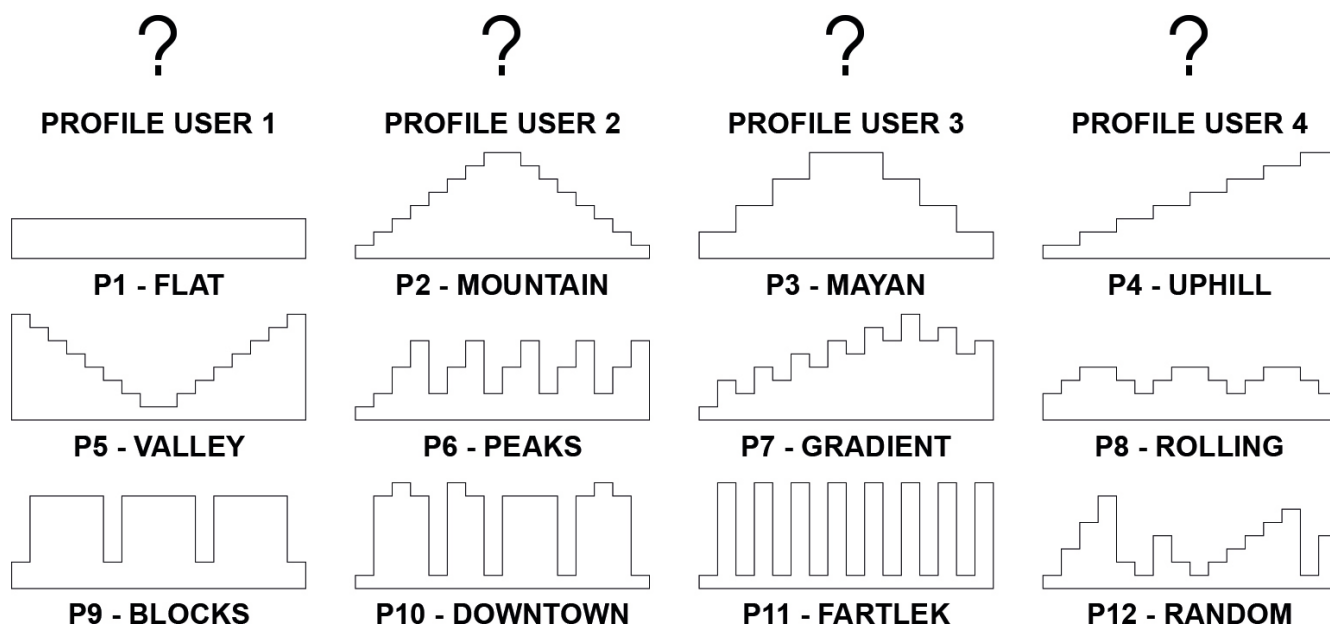 ? ? ? ?
PROFILE USER 1 PROFILE USER 2 PROFILE USER 3 PROFILE USER 4
P1 - FLAT P2 - MOUNTAIN P3 - MAYAN P4 - UPHILL
P5 - VALLEY P6 - PEAKS P7 - GRADIENT P8 - ROLLING
P9 - BLOCKS P10 - DOWNTOWN P11 - FARTLEK P12 - RANDOM